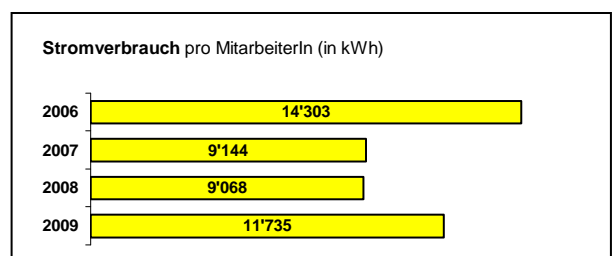 Stromverbrauch pro MitarbeiterIn (in kWh)
2006 14'303
2007 9'144
2008 9'068
2009 11'735